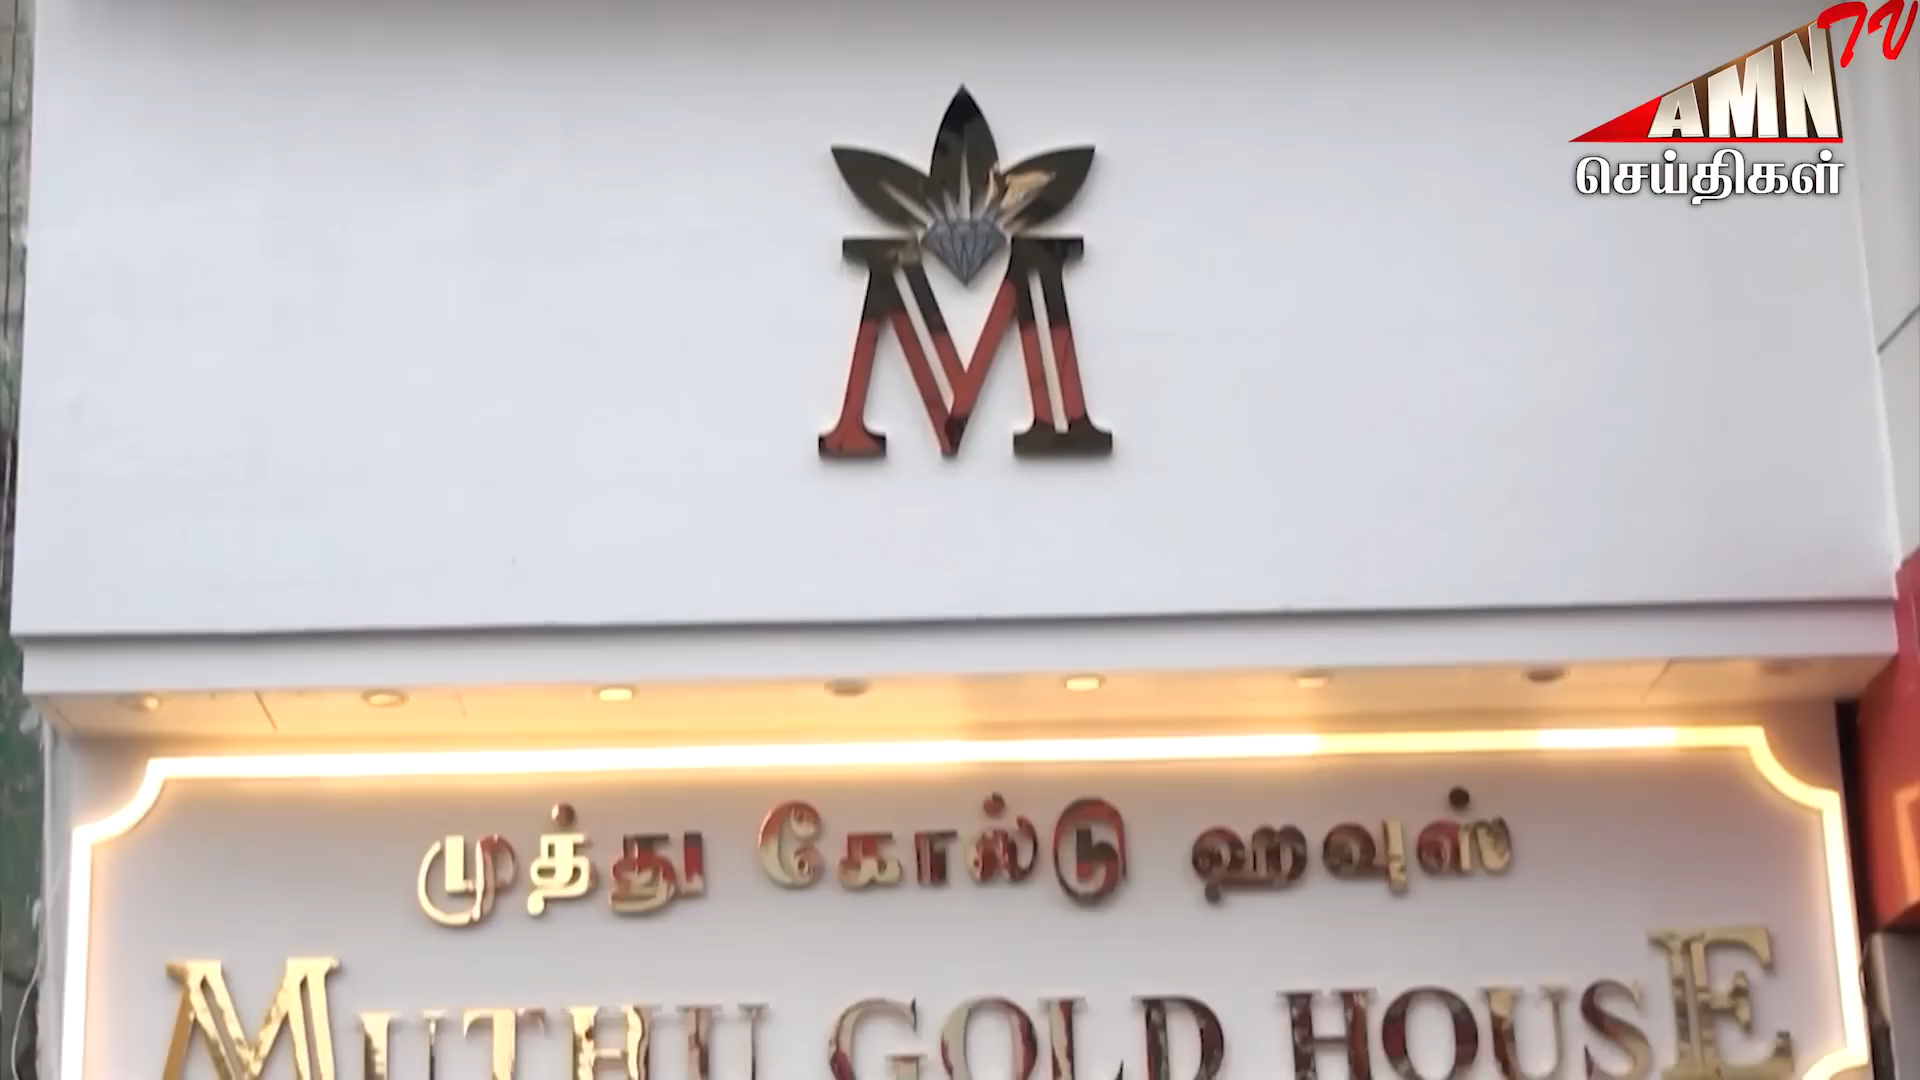 AMN TV
செய்திகள்
M
முத்து கோல்டு ஹவுஸ்
MUTHU GOLD HOUSE